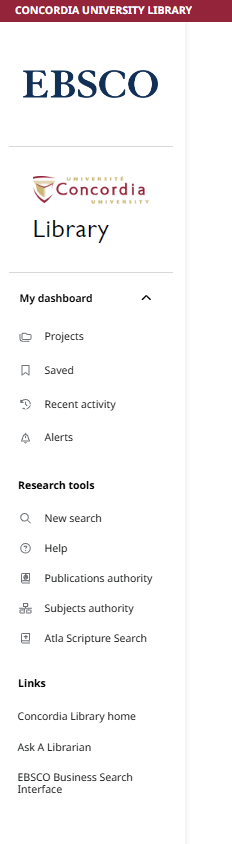 CONCORDIA UNIVERSITY LIBRARY
EBSCO
UNIVERSITÉ
Concordia
UNIVERSITY
Library
My dashboard
Projects
Saved
Recent activity
Alerts
Research tools
New search
Help
Publications authority
Subjects authority
Atla Scripture Search
Links
Concordia Library home
Ask A Librarian
EBSCO Business Search
Interface